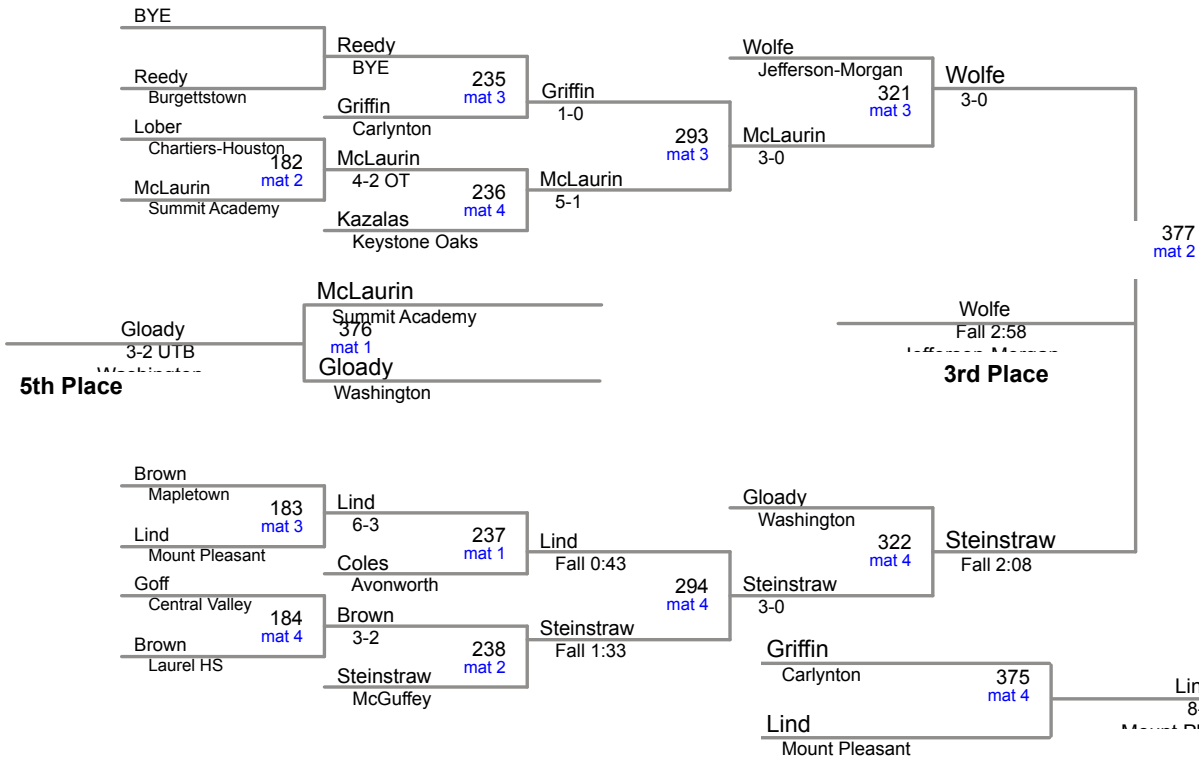 BYE
Reedy
BYE
Reedy
Burgettstown
235
mat 3
Griffin
Carlynton
Griffin
1-0
Lober
Chartiers-Houston
182
mat 2
McLaurin
Summit Academy
McLaurin
4-2 OT
236
mat 4
Kazalas
Keystone Oaks
McLaurin
5-1
293
mat 3
Wolfe
Jefferson-Morgan
321
mat 3
McLaurin
3-0
Wolfe
3-0
377
mat 2
McLaurin
Summit Academy
376
mat 1
Gloady
Washington
Gloady
3-2 UTB
5th Place
Wolfe
Fall 2:58
3rd Place
Brown
Mapletown
183
mat 3
Lind
Mount Pleasant
Lind
6-3
237
mat 1
Coles
Avonworth
Lind
Fall 0:43
Goff
Central Valley
184
mat 4
Brown
Laurel HS
Brown
3-2
238
mat 2
Steinstraw
McGuffey
Steinstraw
Fall 1:33
294
mat 4
Gloady
Washington
322
mat 4
Steinstraw
3-0
Steinstraw
Fall 2:08
Griffin
Carlynton
375
mat 4
Lind
Mount Pleasant